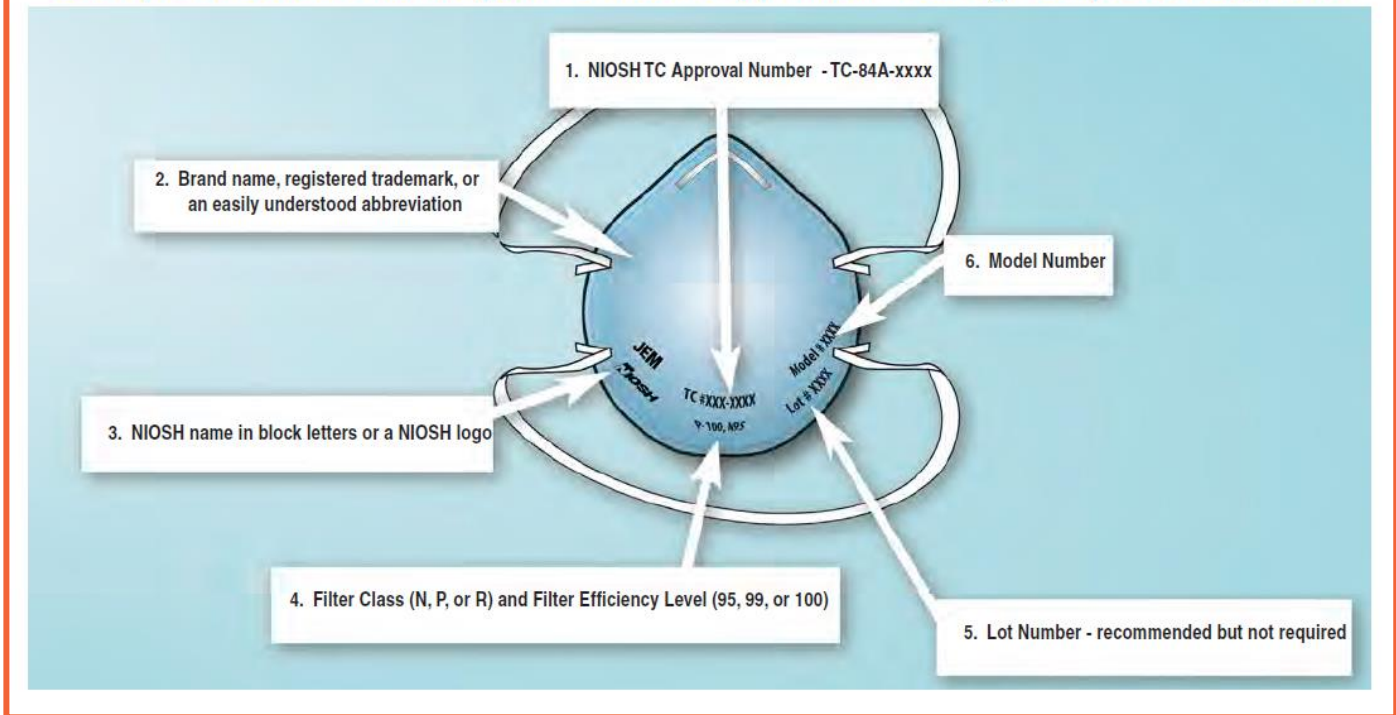 1. NIOSH TC Approval Number - TC-84A-xxxx
2. Brand name, registered trademark, or
an easily understood abbreviation
6. Model Number
3. NIOSH name in block letters or a NIOSH logo
JEM
NIOSH
TC #XXX-XXXX
P-100, N95
Model # XXXX
Lot # XXXX
4. Filter Class (N, P, or R) and Filter Efficiency Level (95, 99, or 100)
5. Lot Number - recommended but not required